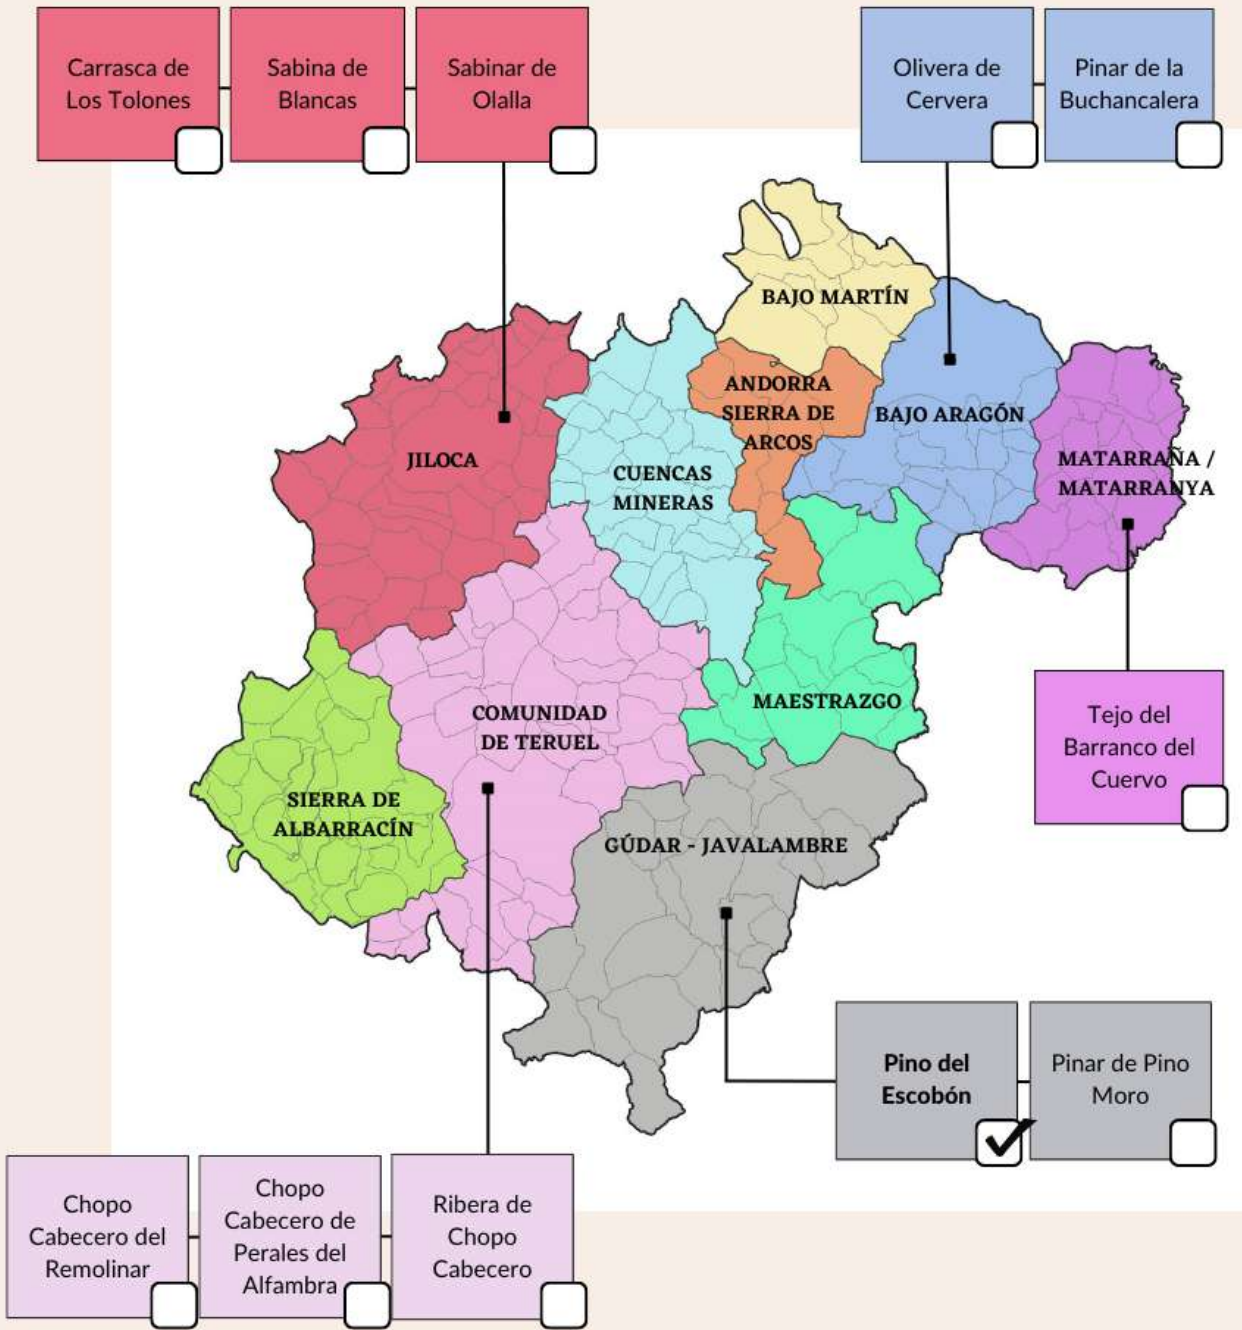 Carrasca de
Los Tolones
Sabina de
Blancas
Sabinar de
Olalla
Olivera de
Cervera
Pinar de la
Buchancalera
BAJO MARTÍN
ANDORRA
SIERRA DE
ARCOS
BAJO ARAGÓN
JILOCA
CUENCAS
MINERAS
MATARRAÑA /
MATARRANYA
MAESTRAZGO
COMUNIDAD
DE TERUEL
Tejo del
Barranco del
Cuervo
SIERRA DE
ALBARRACÍN
GÚDAR - JAVALAMBRE
Pino del
Escobón
Pinar de Pino
Moro
Chopo
Cabecero del
Remolinar
Chopo
Cabecero de
Perales del
Alfambra
Ribera de
Chopo
Cabecero